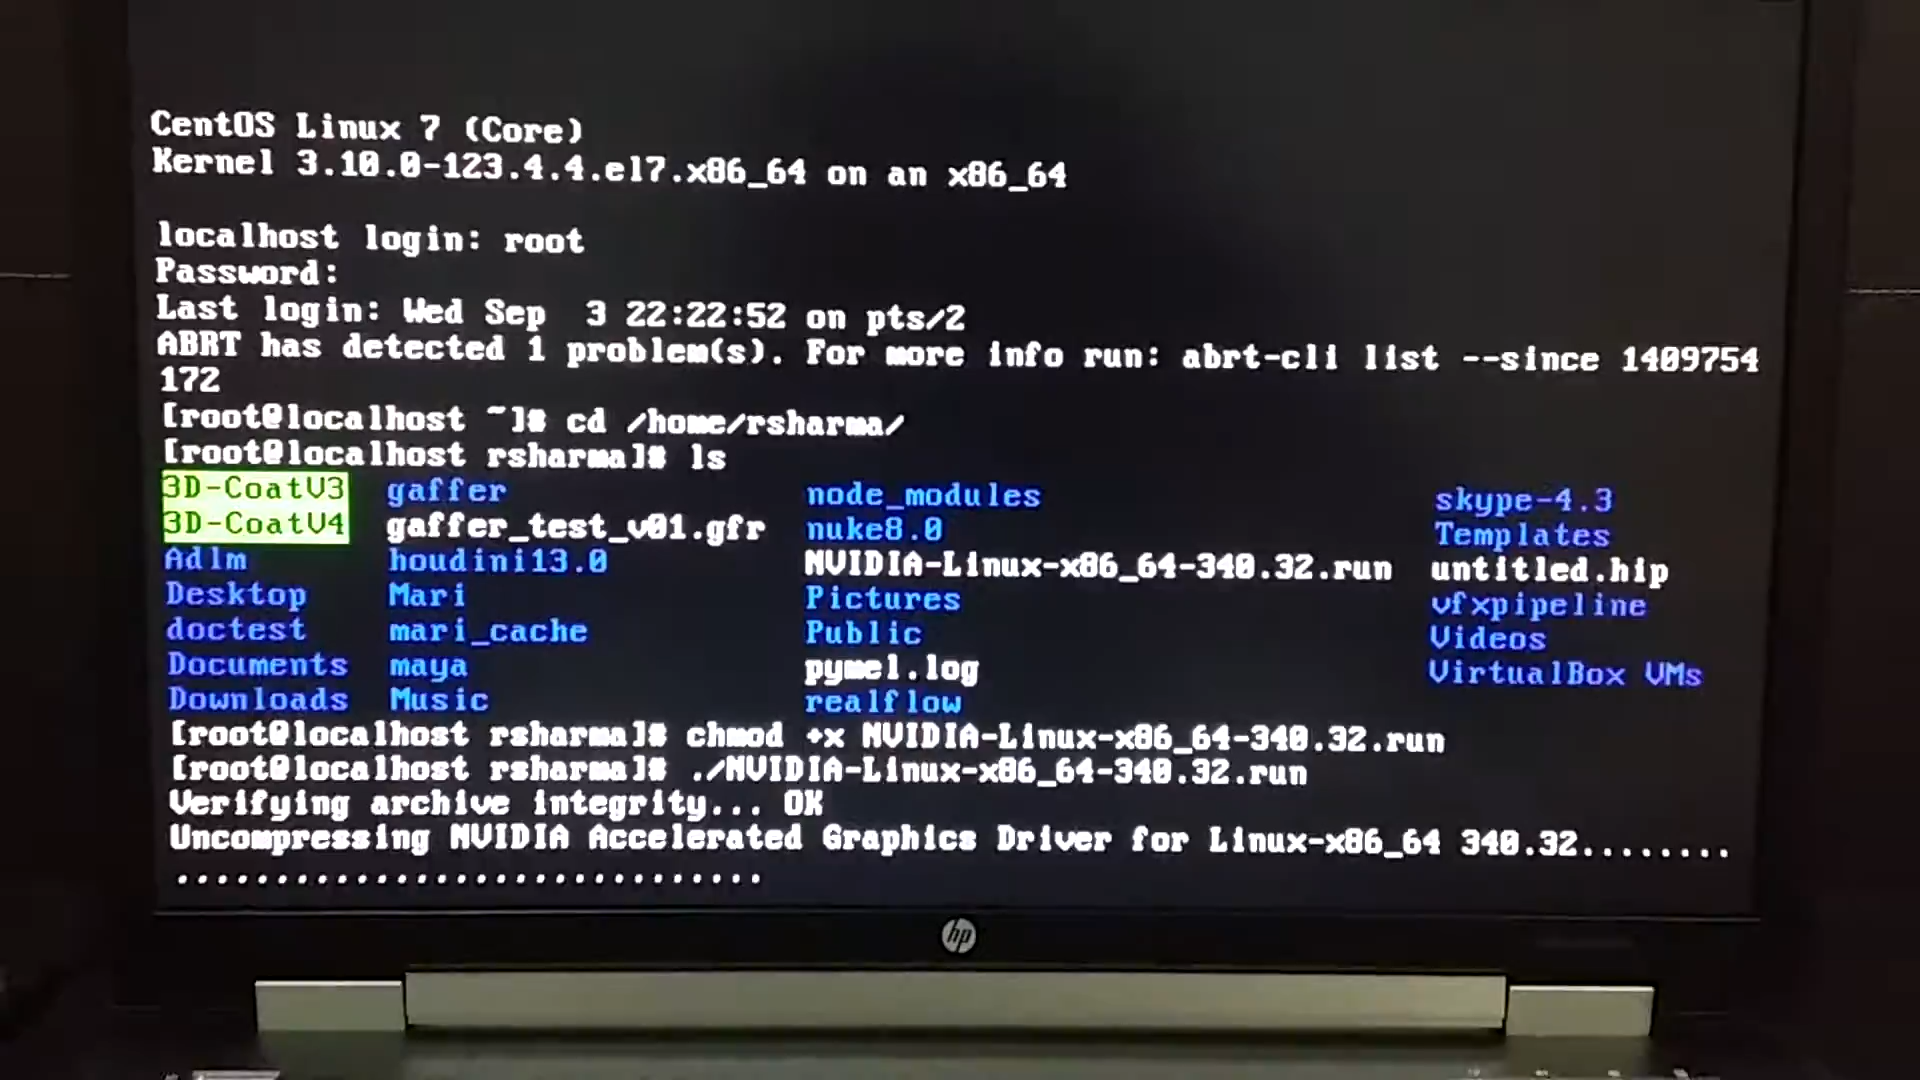 CentOS Linux 7 (Core)
Kernel 3.10.0-123.4.4.el7.x86_64 on an x86_64
localhost login: root
Password:
Last login: Wed Sep  3 22:22:52 on pts/2
ABRT has detected 1 problem(s). For more info run: abrt-cli list --since 1409754
172
[root@localhost ~]# cd /home/rsharma/
[root@localhost rsharma]# ls
3D-CoatV3 gaffer node_modules skype-4.3
3D-CoatV4 gaffer_test_v01.gfr nuke8.0 Templates
Adlm houdini13.0 NVIDIA-Linux-x86_64-340.32.run untitled.hip
Desktop Mari Pictures vfxpipeline
doctest mari_cache Public Videos
Documents maya pymel.log VirtualBox VMs
Downloads Music realflow
[root@localhost rsharma]# chmod +x NVIDIA-Linux-x86_64-340.32.run
[root@localhost rsharma]# ./NVIDIA-Linux-x86_64-340.32.run
Verifying archive integrity... OK
Uncompressing NVIDIA Accelerated Graphics Driver for Linux-x86_64 340.32........
..............................
hp